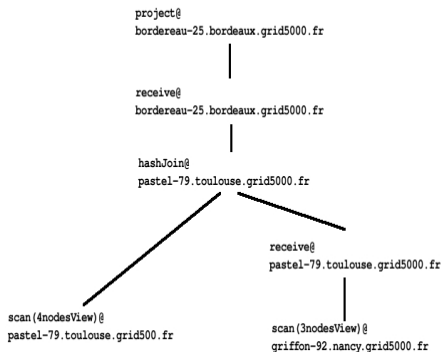 project@
bordereau-25.bordeaux.grid5000.fr
receive@
bordereau-25.bordeaux.grid5000.fr
hashJoin@
pastel-79.toulouse.grid5000.fr
receive@
pastel-79.toulouse.grid5000.fr
scan(4nodesView)@
pastel-79.toulouse.grid500.fr
scan(3nodesView)@
griffon-92.nancy.grid5000.fr